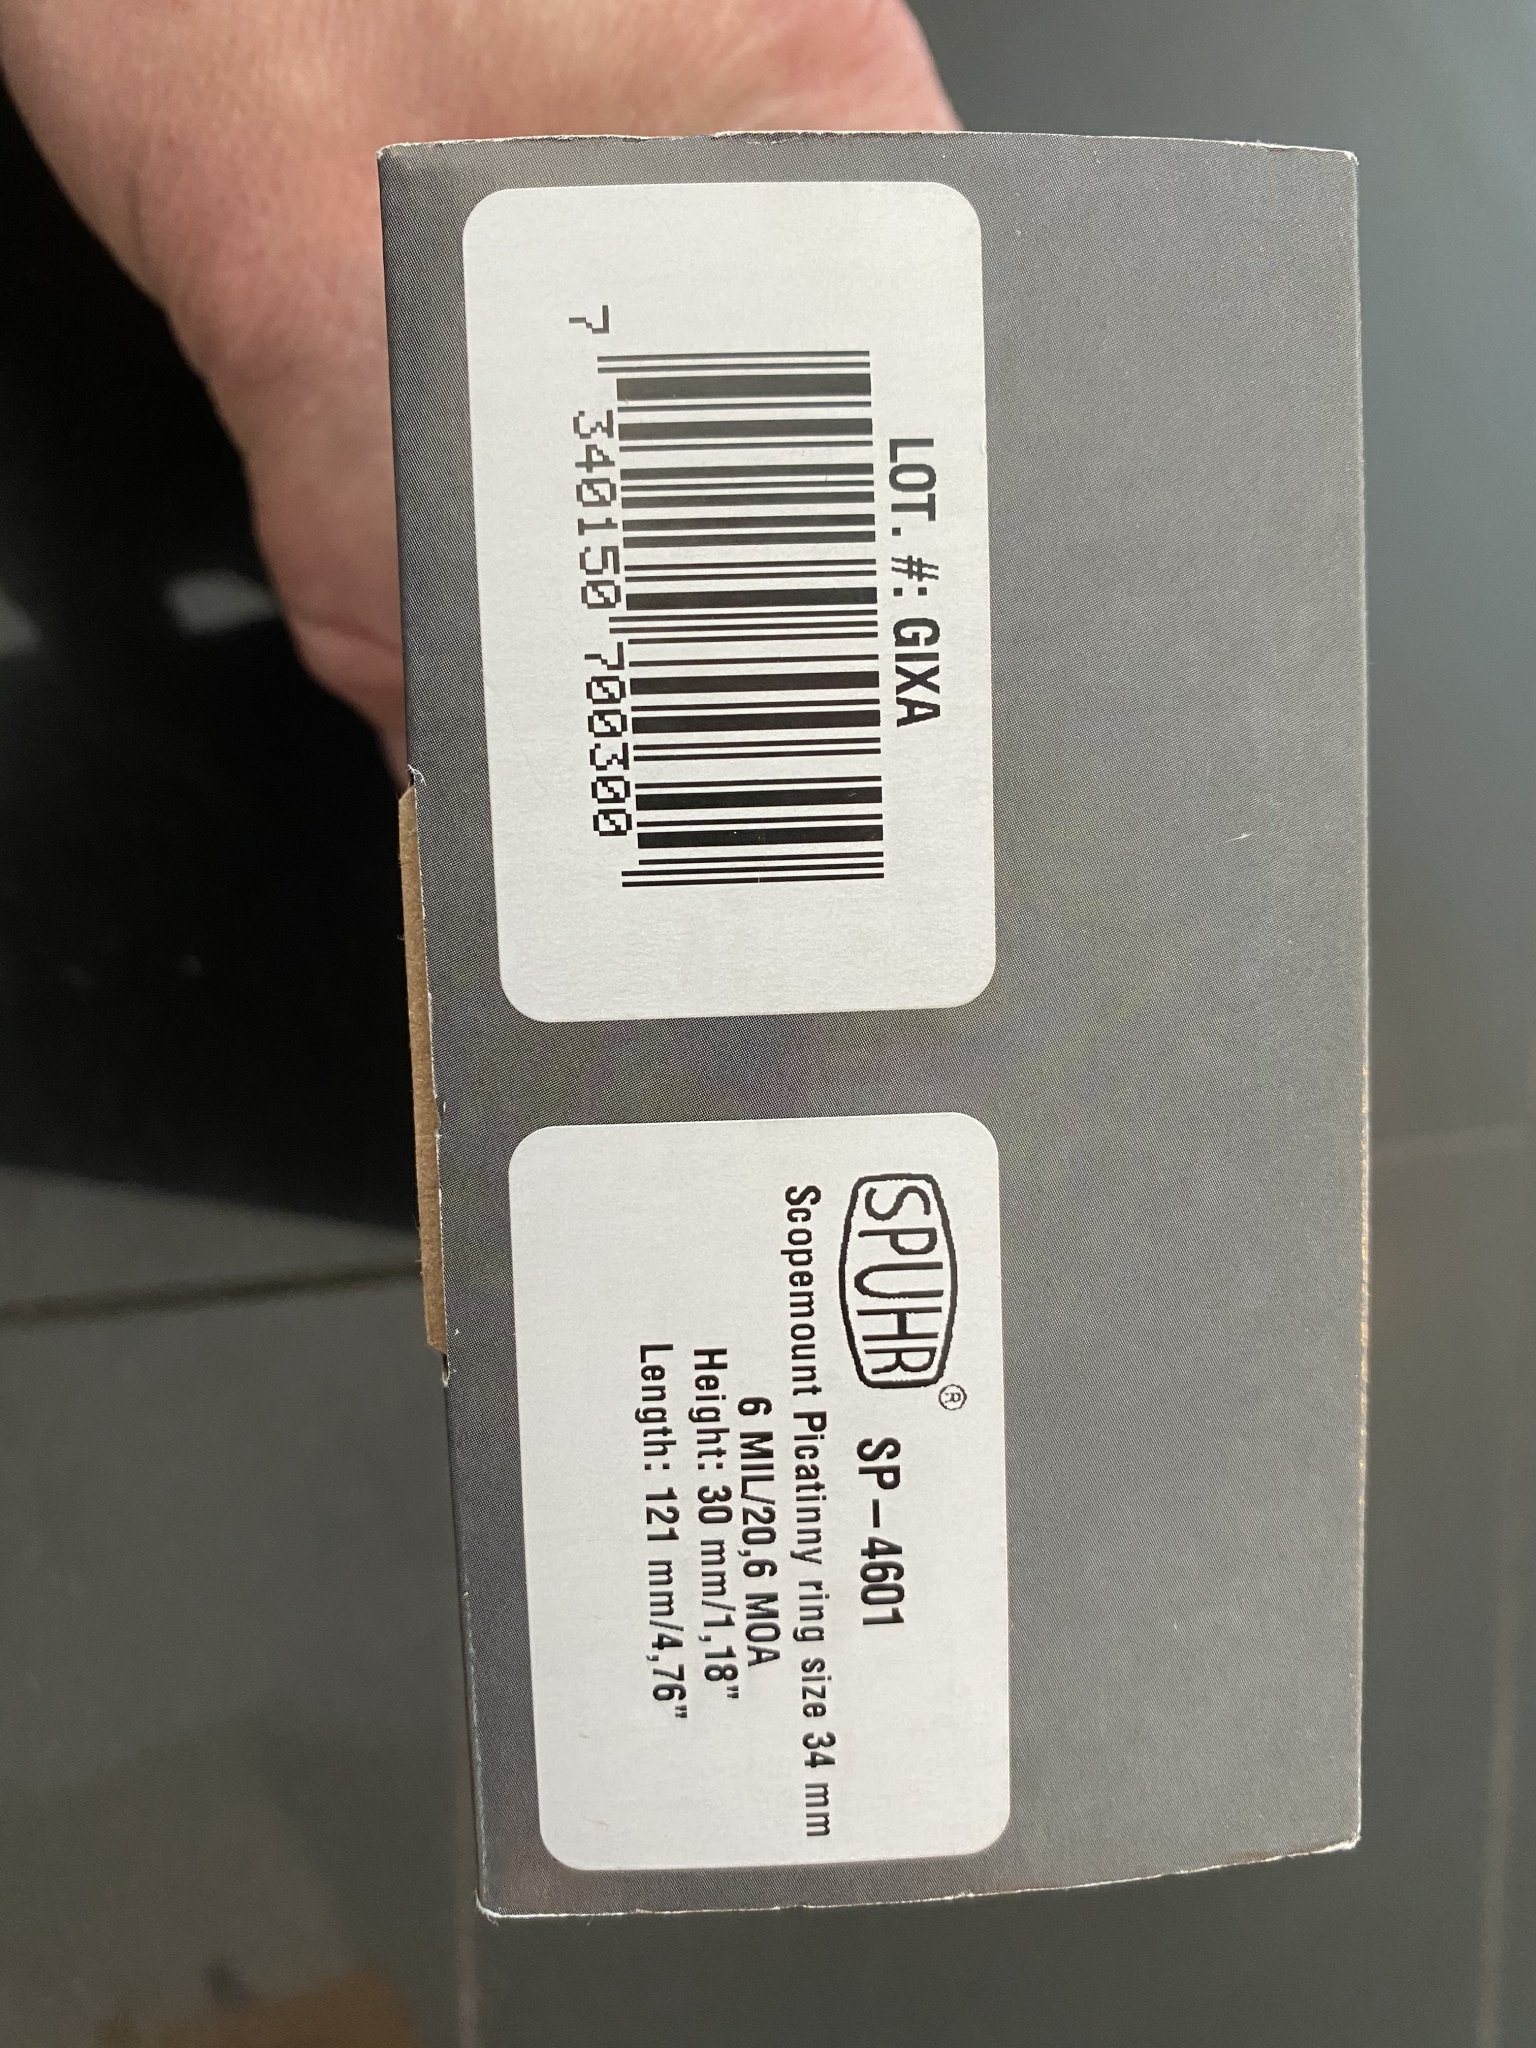 LOT. #: GIXA
7 340150 700300
SPUHR® SP-4601
Scopemount Picatinny ring size 34 mm
6 MIL/20,6 MOA
Height: 30 mm/1,18"
Length: 121 mm/4,76"